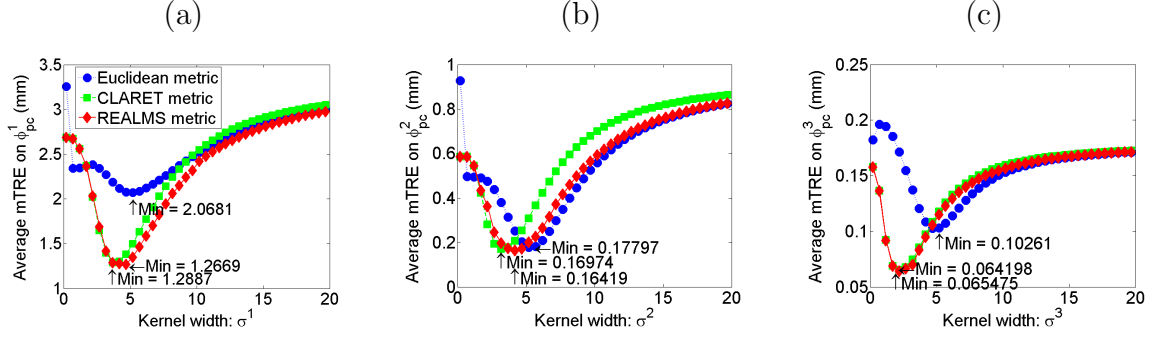 (a)
Average mTRE on ϕ¹pc (mm)
3.5
3
2.5
2
1.5
1
Euclidean metric
CLARET metric
REALMS metric
↑Min = 2.0681
←Min = 1.2669
↑Min = 1.2887
0 5 10 15 20
Kernel width: σ¹
(b)
Average mTRE on ϕ²pc (mm)
1
0.8
0.6
0.4
0.2
0
←Min = 0.17797
↑Min = 0.16974
↑Min = 0.16419
0 5 10 15 20
Kernel width: σ²
(c)
Average mTRE on ϕ³pc (mm)
0.25
0.2
0.15
0.1
0.05
↑Min = 0.10261
←Min = 0.064198
↑Min = 0.065475
0 5 10 15 20
Kernel width: σ³